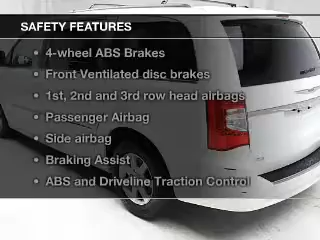 SAFETY FEATURES
• 4-wheel ABS Brakes
• Front Ventilated disc brakes
• 1st, 2nd and 3rd row head airbags
• Passenger Airbag
• Side airbag
• Braking Assist
• ABS and Driveline Traction Control